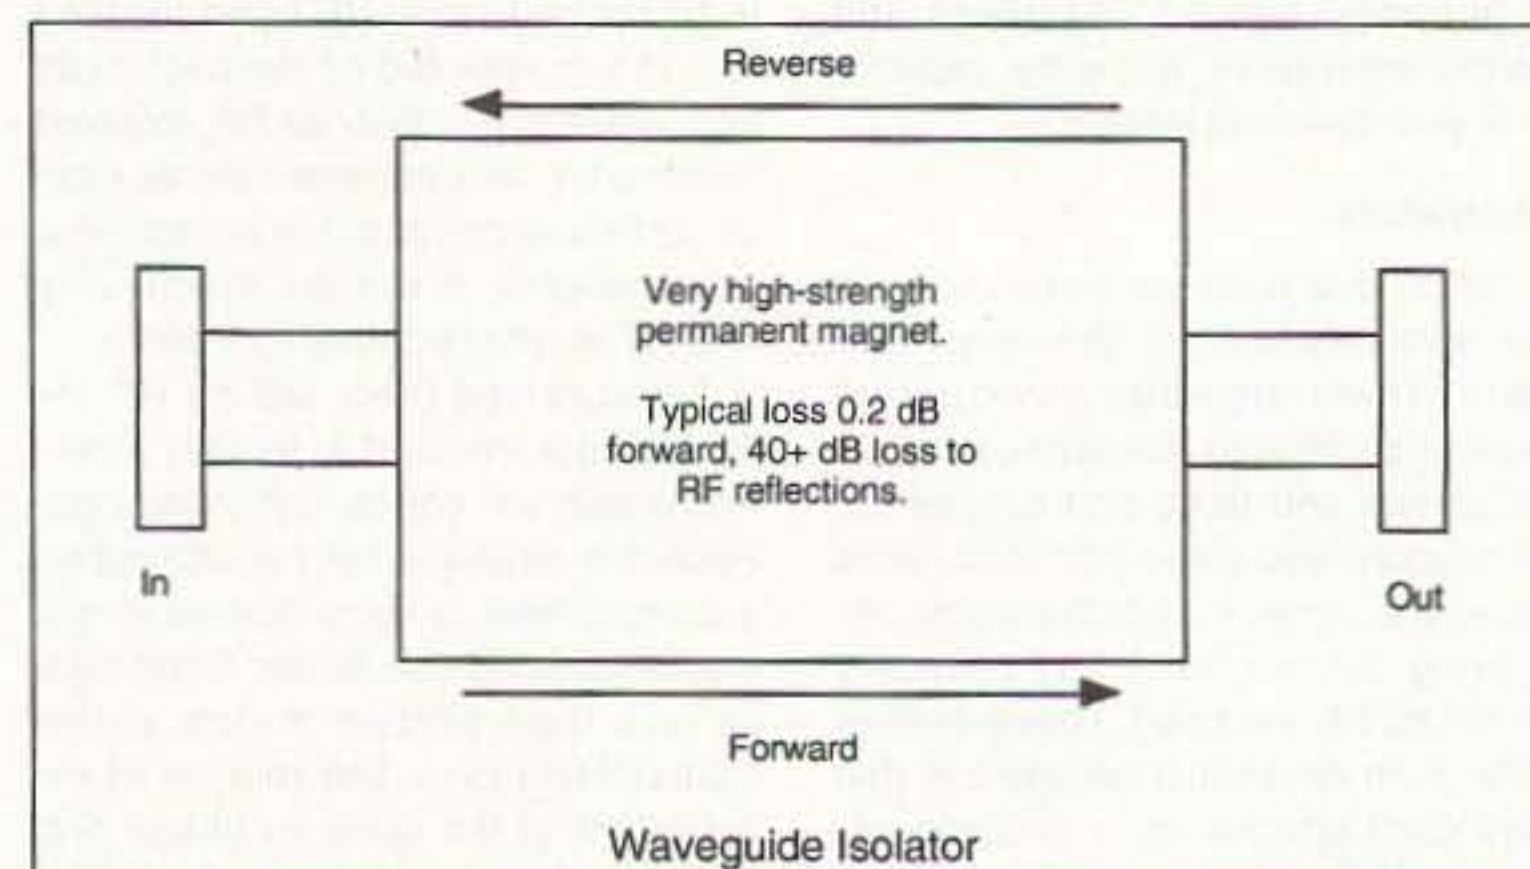 Reverse
Very high-strength
permanent magnet.
Typical loss 0.2 dB
forward, 40+ dB loss to
RF reflections.
In
Out
Forward
Waveguide Isolator